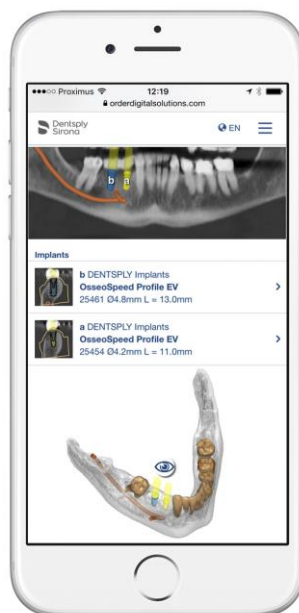 Proximus 12:19
orderdigitalsolutions.com
Dentsply
Sirona
EN
b a
Implants
b DENTSPLY Implants
OsseoSpeed Profile EV
25461 Ø4.8mm L = 13.0mm
a DENTSPLY Implants
OsseoSpeed Profile EV
25454 Ø4.2mm L = 11.0mm